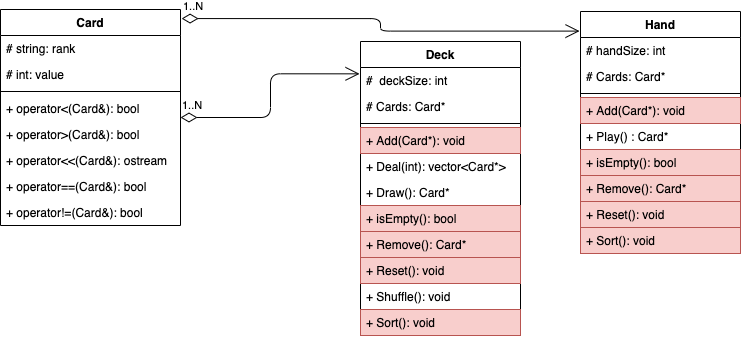 Card
# string: rank
# int: value
+ operator<(Card&): bool
+ operator>(Card&): bool
+ operator<<(Card&): ostream
+ operator==(Card&): bool
+ operator!=(Card&): bool
1..N
1..N
Deck
# deckSize: int
# Cards: Card*
+ Add(Card*): void
+ Deal(int): vector<Card*>
+ Draw(): Card*
+ isEmpty(): bool
+ Remove(): Card*
+ Reset(): void
+ Shuffle(): void
+ Sort(): void
Hand
# handSize: int
# Cards: Card*
+ Add(Card*): void
+ Play() : Card*
+ isEmpty(): bool
+ Remove(): Card*
+ Reset(): void
+ Sort(): void